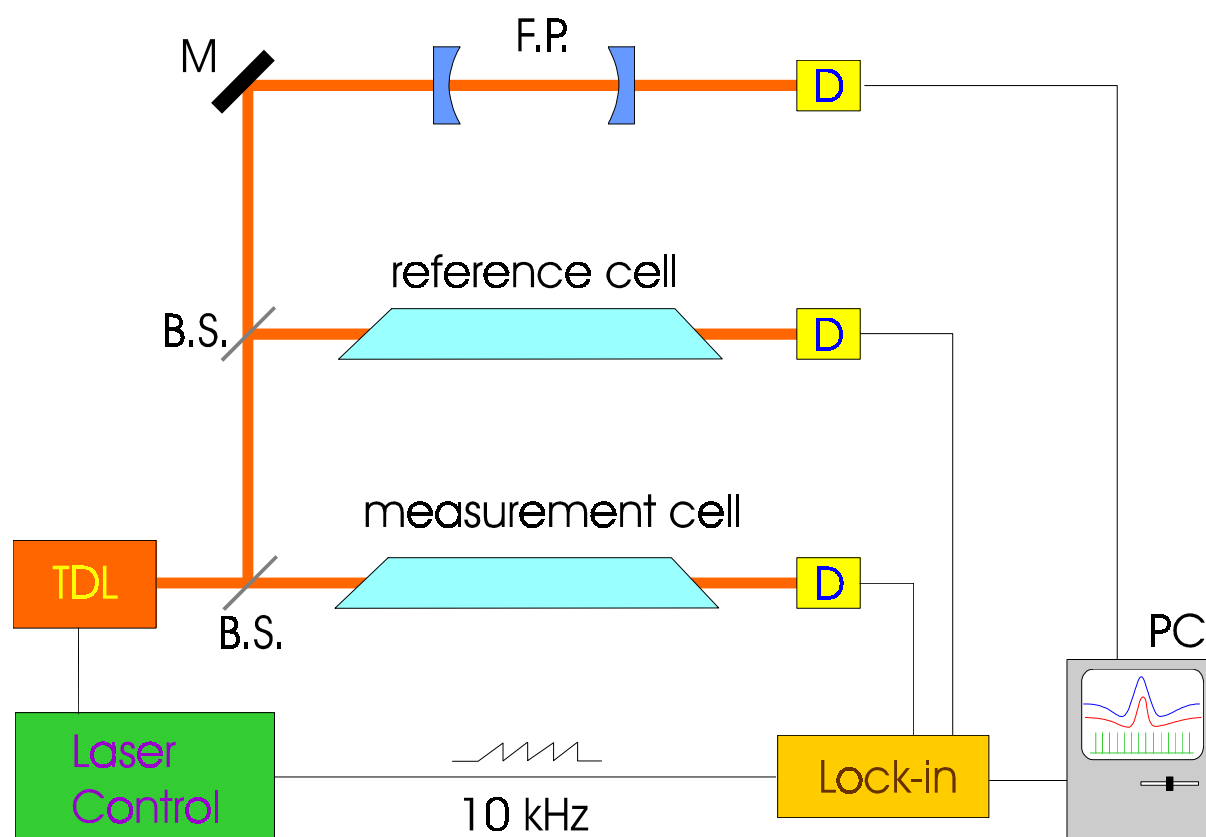 M
F.P.
D
reference cell
B.S.
D
measurement cell
TDL
D
B.S.
PC
Laser
Control
10 kHz
Lock-in